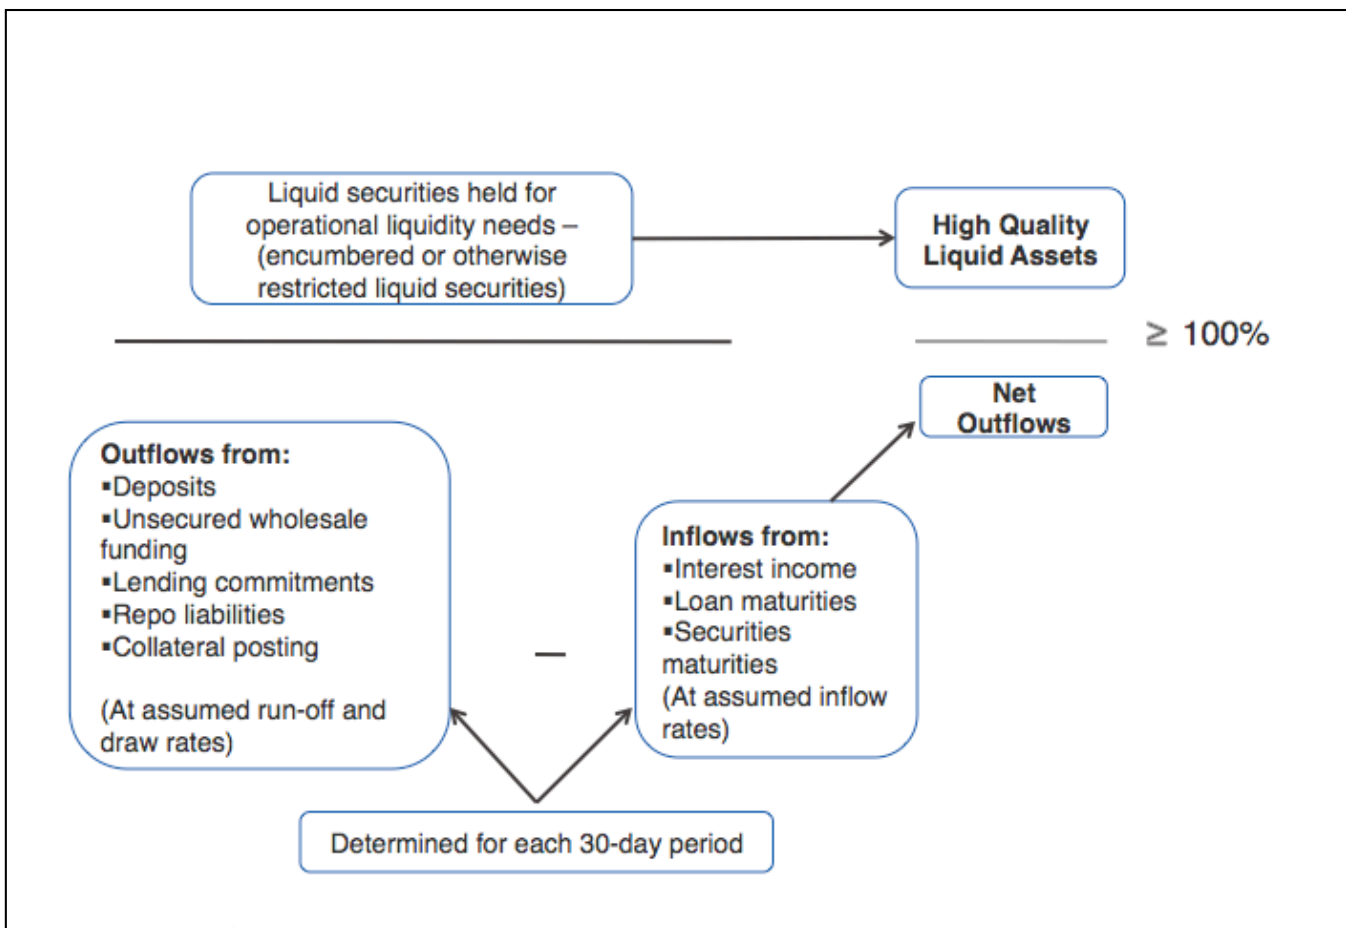 Liquid securities held for
operational liquidity needs –
(encumbered or otherwise
restricted liquid securities)
High Quality
Liquid Assets
≥ 100%
Net
Outflows
Outflows from:
▪Deposits
▪Unsecured wholesale
funding
▪Lending commitments
▪Repo liabilities
▪Collateral posting
(At assumed run-off and
draw rates)
–
Inflows from:
▪Interest income
▪Loan maturities
▪Securities
maturities
(At assumed inflow
rates)
Determined for each 30-day period